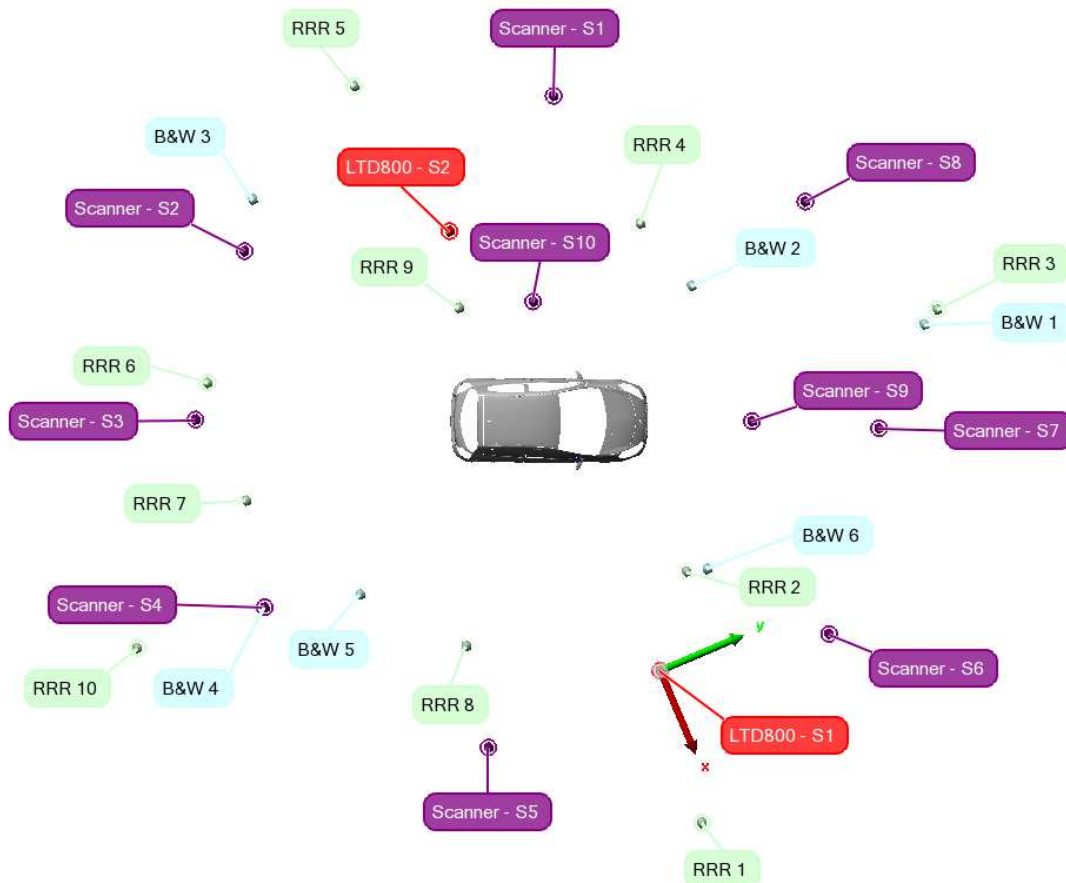 RRR 5
Scanner - S1
B&W 3
RRR 4
LTD800 - S2
Scanner - S8
Scanner - S2
Scanner - S10
B&W 2
RRR 9
RRR 3
B&W 1
RRR 6
Scanner - S9
Scanner - S3
Scanner - S7
RRR 7
B&W 6
RRR 2
Scanner - S4
y
B&W 5
Scanner - S6
RRR 10
B&W 4
RRR 8
LTD800 - S1
x
Scanner - S5
RRR 1